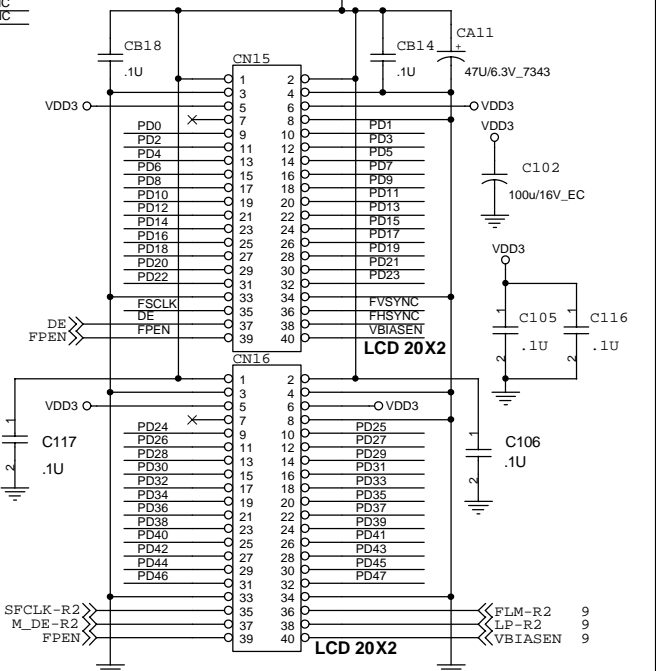 NC
CB18
.1U
CB14
.1U
CA11
+
47U/6.3V_7343
CN15
1 2
3 4
VDD3 5 6 VDD3
7 8
PD0 9 10 PD1
PD2 11 12 PD3
PD4 13 14 PD5
PD6 15 16 PD7
PD8 17 18 PD9
PD10 19 20 PD11
PD12 21 22 PD13
PD14 23 24 PD15
PD16 25 26 PD17
PD18 27 28 PD19
PD20 29 30 PD21
PD22 31 32 PD23
33 34
FSCLK 35 36 FVSYNC
DE DE 37 38 FHSYNC
FPEN FPEN 39 40 VBIASEN
LCD 20X2
VDD3
C102
100u/16V_EC
VDD3
1 C105 1 C116
.1U .1U
2 2
CN16
1 2
3 4
VDD3 5 6 VDD3
7 8
PD24 9 10 PD25
PD26 11 12 PD27
PD28 13 14 PD29
PD30 15 16 PD31
PD32 17 18 PD33
PD34 19 20 PD35
PD36 21 22 PD37
PD38 23 24 PD39
PD40 25 26 PD41
PD42 27 28 PD43
PD44 29 30 PD45
PD46 31 32 PD47
33 34
SFCLK-R2 35 36 FLM-R2 9
M_DE-R2 37 38 LP-R2 9
FPEN 39 40 VBIASEN 9
LCD 20X2
1
C117
.1U
2
1
C106
.1U
2